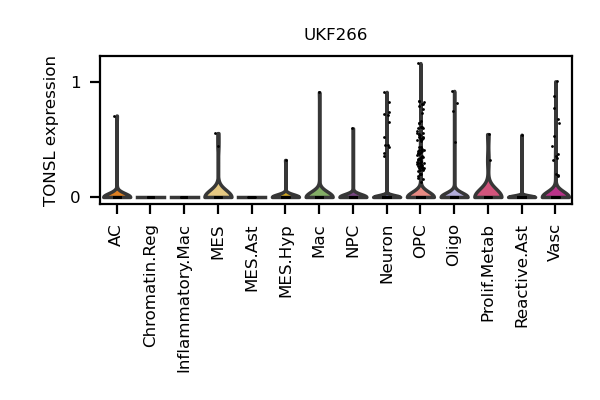 UKF266
TONSL expression
1
0
AC
Chromatin.Reg
Inflammatory.Mac
MES
MES.Ast
MES.Hyp
Mac
NPC
Neuron
OPC
Oligo
Prolif.Metab
Reactive.Ast
Vasc